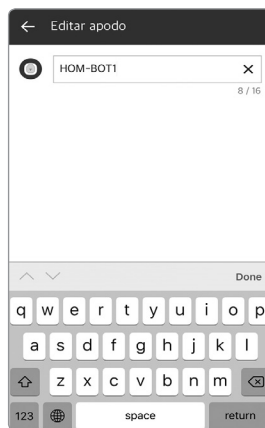 Editar apodo
HOM-BOT1
8 / 16
Done
q w e r t y u i o p
a s d f g h j k l
z x c v b n m
123 space return